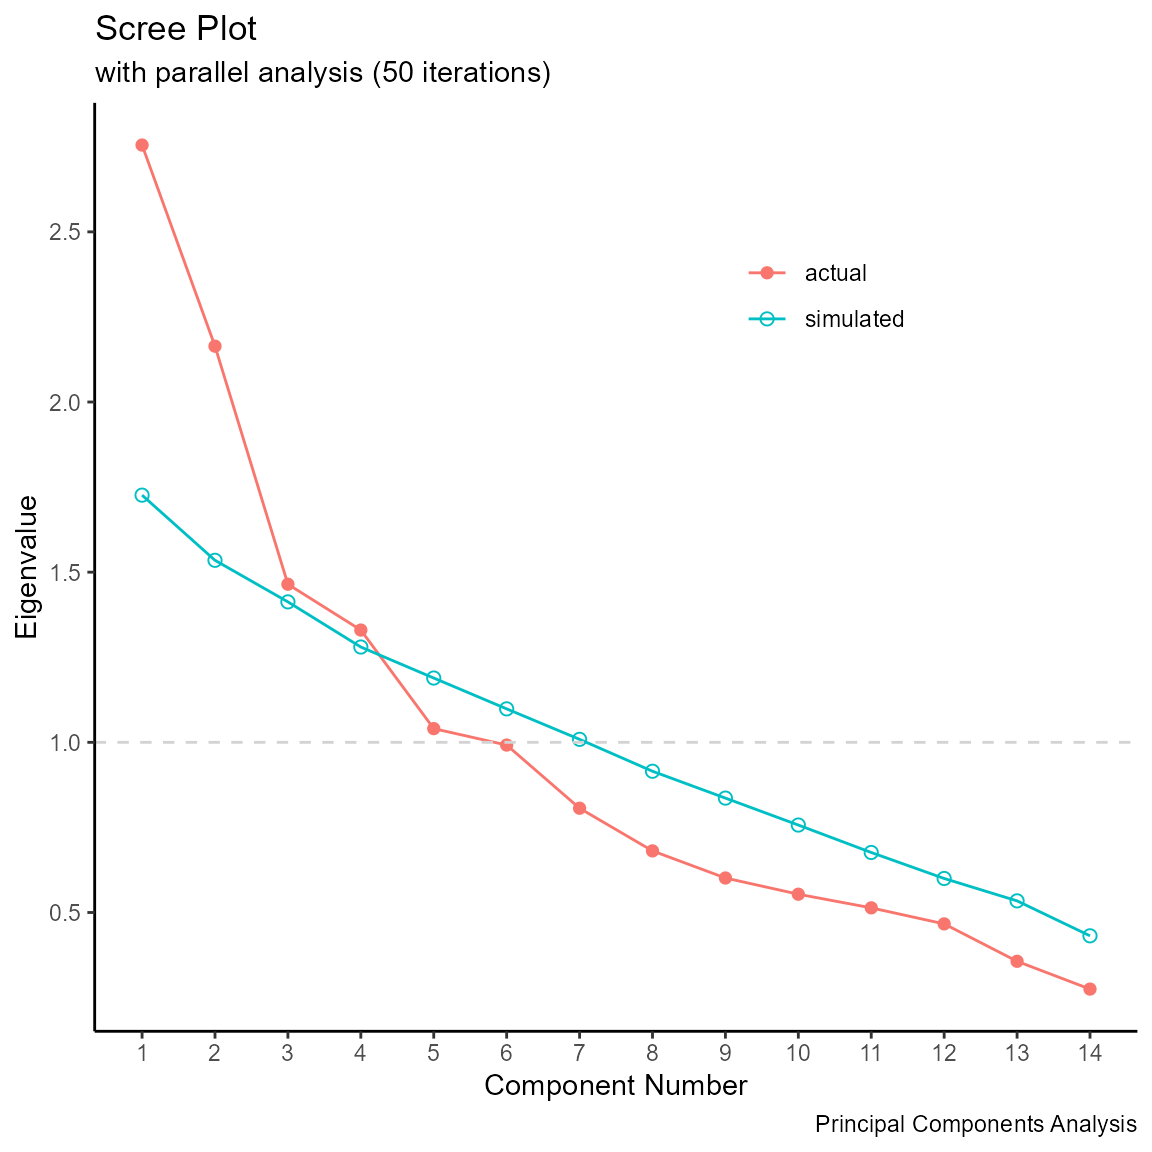 Scree Plot
with parallel analysis (50 iterations)
Eigenvalue
2.5
2.0
1.5
1.0
0.5
actual
simulated
1 2 3 4 5 6 7 8 9 10 11 12 13 14
Component Number
Principal Components Analysis